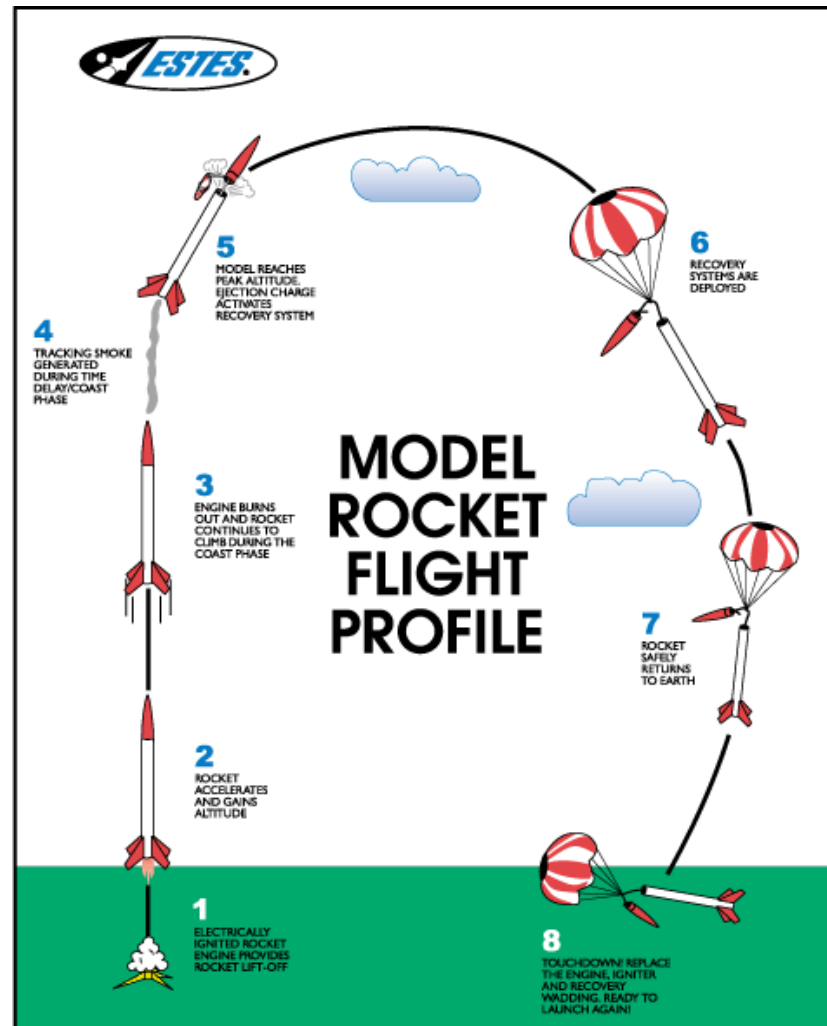 ESTES.
5
MODEL REACHES
PEAK ALTITUDE.
EJECTION CHARGE
ACTIVATES
RECOVERY SYSTEM
6
RECOVERY
SYSTEMS ARE
DEPLOYED
4
TRACKING SMOKE
GENERATED
DURING TIME
DELAY/COAST
PHASE
MODEL
ROCKET
FLIGHT
PROFILE
3
ENGINE BURNS
OUT AND ROCKET
CONTINUES TO
CLIMB DURING THE
COAST PHASE
7
ROCKET
SAFELY
RETURNS
TO EARTH
2
ROCKET
ACCELERATES
AND GAINS
ALTITUDE
1
ELECTRICALLY
IGNITED ROCKET
ENGINE PROVIDES
ROCKET LIFT-OFF
8
TOUCHDOWN! REPLACE
THE ENGINE, IGNITER
AND RECOVERY
WADDING. READY TO
LAUNCH AGAIN!